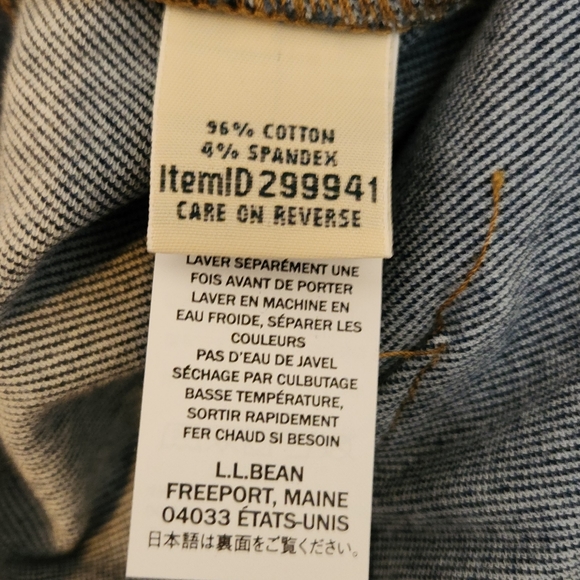 96% COTTON
4% SPANDEX
ItemID 299941
CARE ON REVERSE
LAVER SÉPARÉMENT UNE
FOIS AVANT DE PORTER
LAVER EN MACHINE EN
EAU FROIDE, SÉPARER LES
COULEURS
PAS D'EAU DE JAVEL
SÉCHAGE PAR CULBUTAGE
BASSE TEMPÉRATURE,
SORTIR RAPIDEMENT
FER CHAUD SI BESOIN
L.L.BEAN
FREEPORT, MAINE
04033 ÉTATS-UNIS
日本語は裏面をご覧ください。